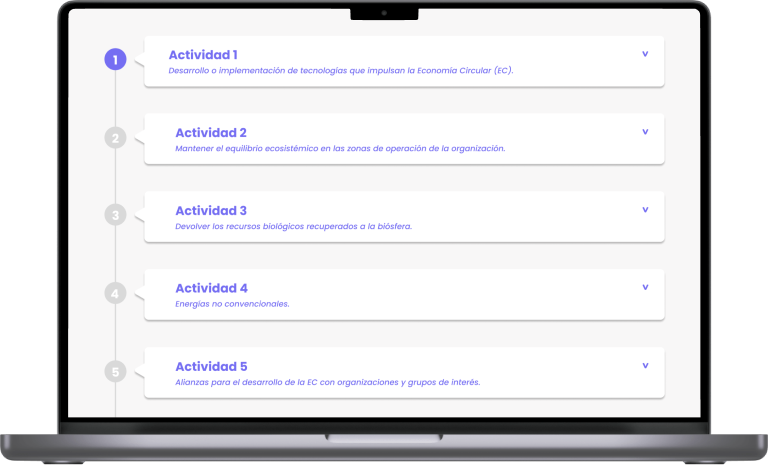 1
Actividad 1
v
Desarrollo o implementación de tecnologías que impulsan la Economía Circular (EC).
2
Actividad 2
v
Mantener el equilibrio ecosistémico en las zonas de operación de la organización.
3
Actividad 3
v
Devolver los recursos biológicos recuperados a la biósfera.
4
Actividad 4
v
Energías no convencionales.
5
Actividad 5
v
Alianzas para el desarrollo de la EC con organizaciones y grupos de interés.